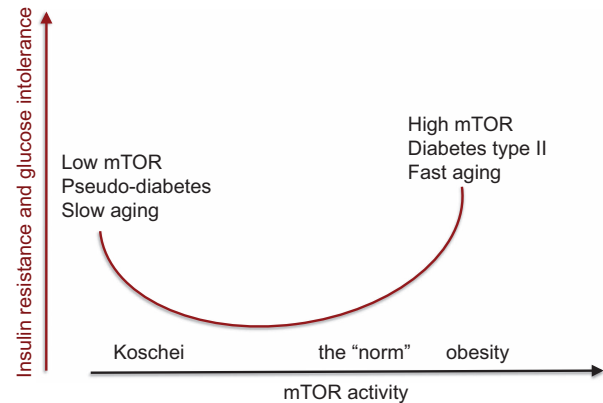 Insulin resistance and glucose intolerance
High mTOR
Diabetes type II
Fast aging
Low mTOR
Pseudo-diabetes
Slow aging
Koschei the “norm” obesity
mTOR activity